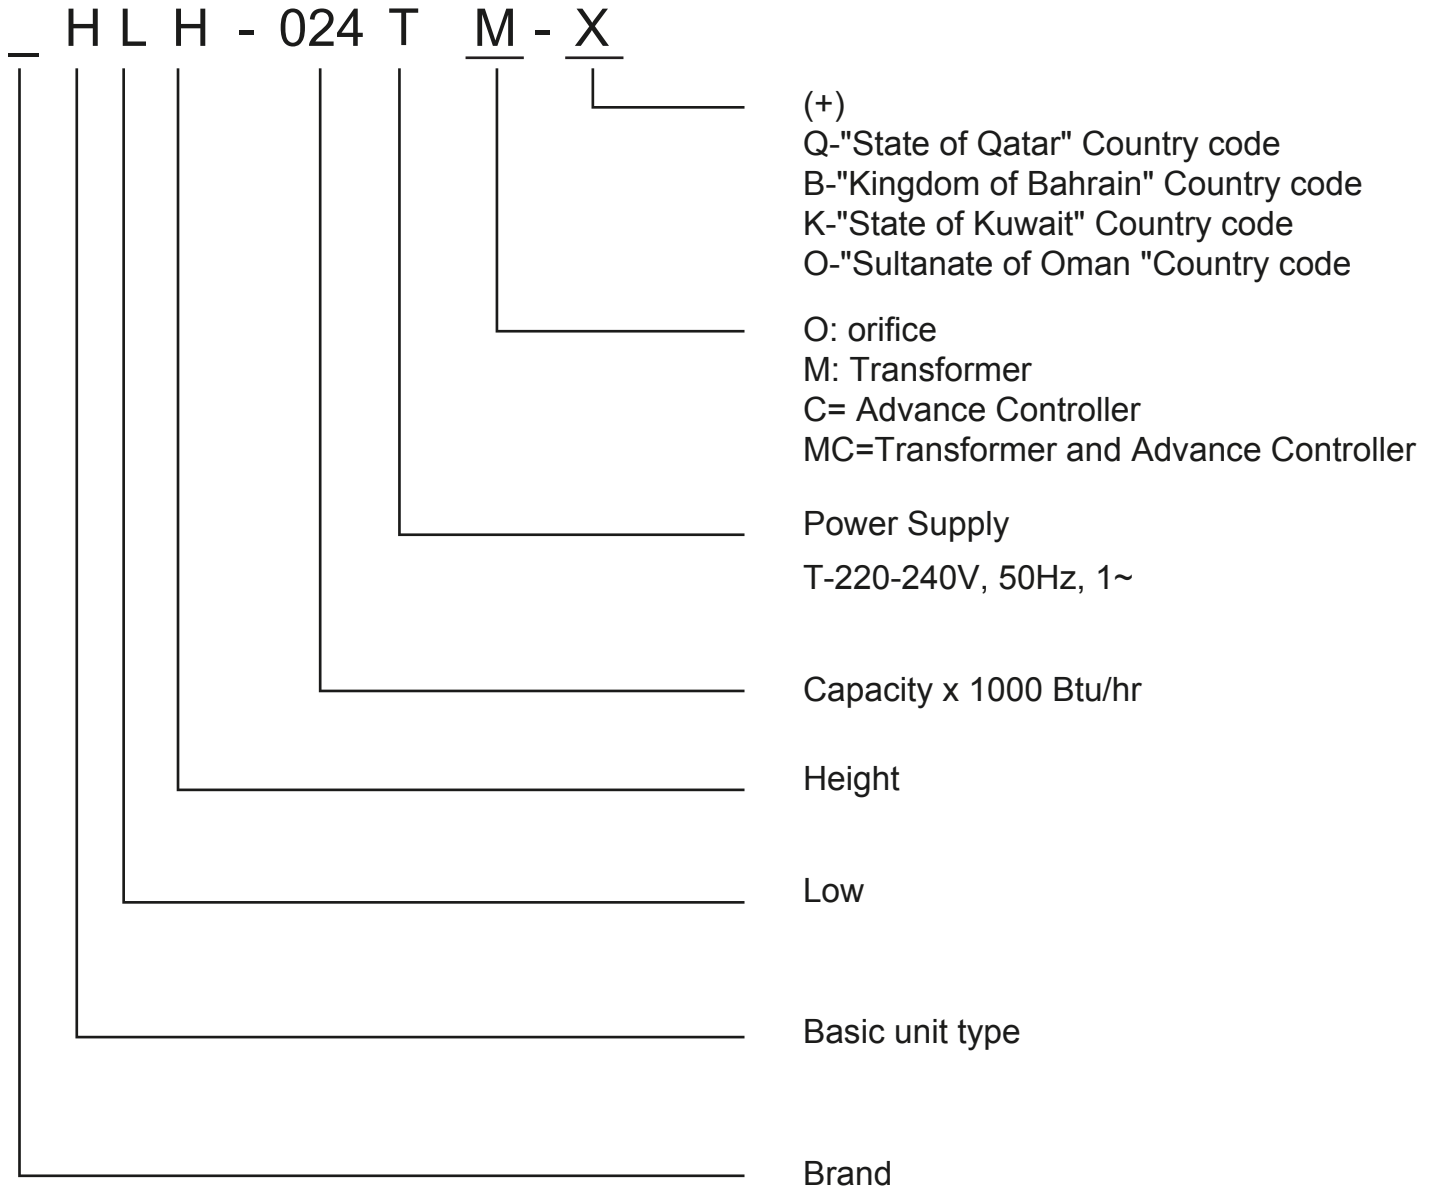 _ H L H - 024 T M - X
(+)
Q-"State of Qatar" Country code
B-"Kingdom of Bahrain" Country code
K-"State of Kuwait" Country code
O-"Sultanate of Oman "Country code
O: orifice
M: Transformer
C= Advance Controller
MC=Transformer and Advance Controller
Power Supply
T-220-240V, 50Hz, 1~
Capacity x 1000 Btu/hr
Height
Low
Basic unit type
Brand